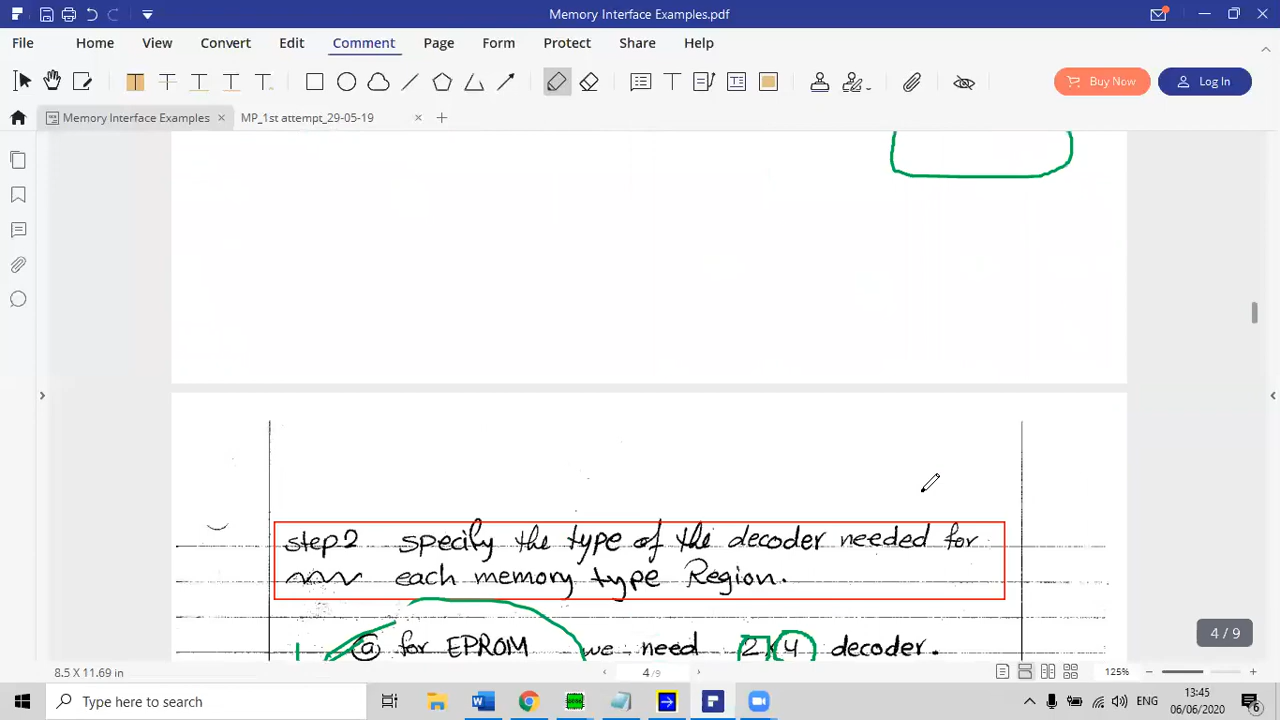 Memory Interface Examples.pdf
File Home View Convert Edit Comment Page Form Protect Share Help
Buy Now Log In
Memory Interface Examples × MP_1st attempt_29-05-19 × +
step2 specify the type of the decoder needed for
each memory type Region.
a for EPROM we need 2x4 decoder.
4 / 9
8.5 x 11.69 in 4 /9 125%
Type here to search ENG 13:45 06/06/2020 6